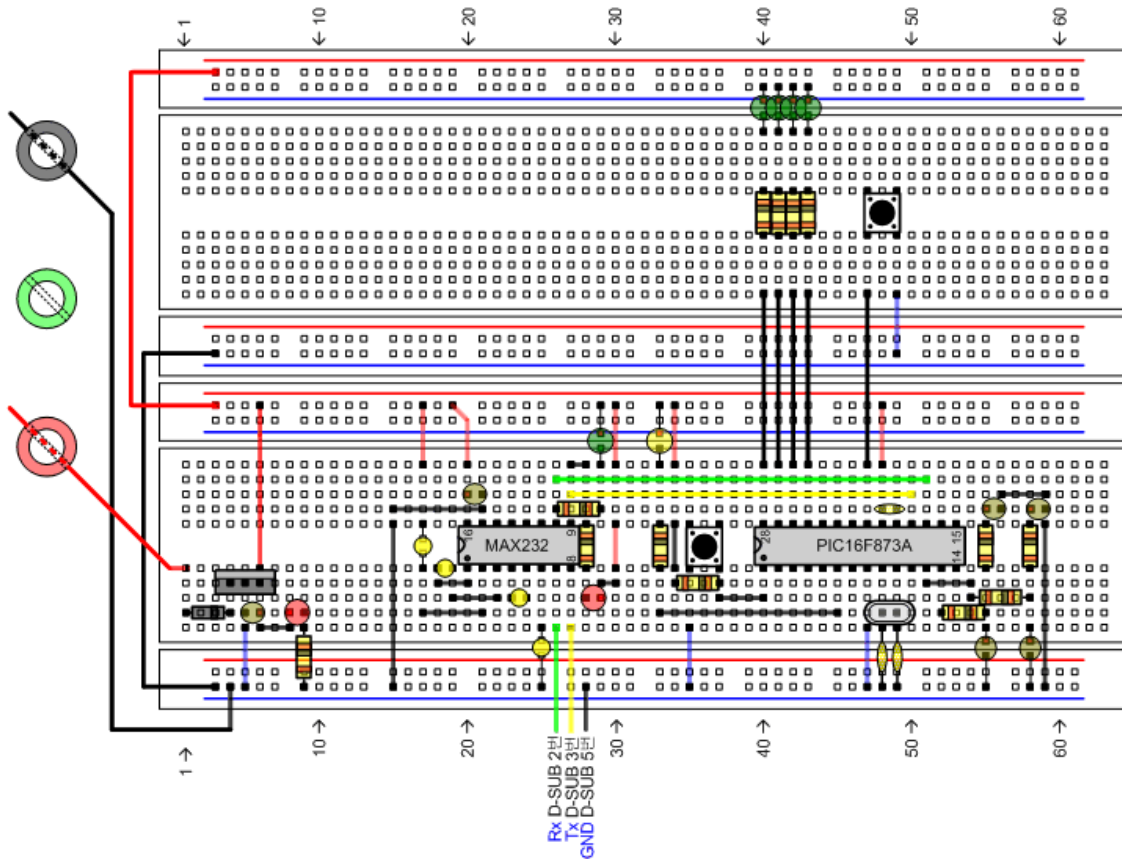 1 10 20 30 40 50 60
16 9 8 MAX232
28 15 14 PIC16F873A
1 10 20 30 40 50 60
Rx D-SUB 2번
Tx D-SUB 3번
GND D-SUB 5번